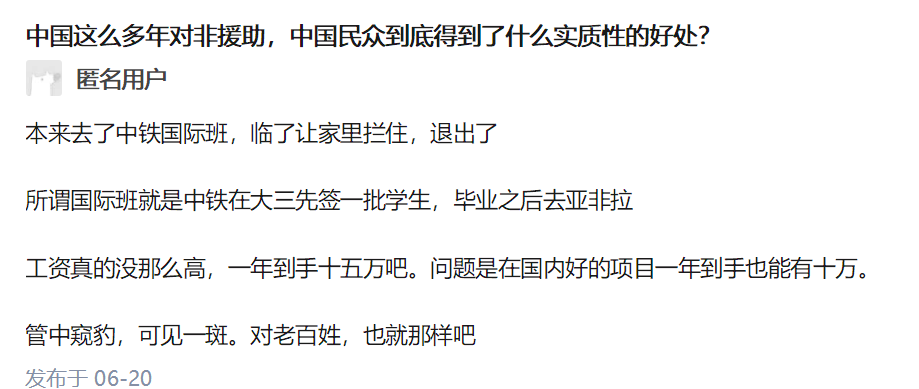 中国这么多年对非援助，中国民众到底得到了什么实质性的好处？
匿名用户
本来去了中铁国际班，临了让家里拦住，退出了
所谓国际班就是中铁在大三先签一批学生，毕业之后去亚非拉
工资真的没那么高，一年到手十五万吧。问题是在国内好的项目一年到手也能有十万。
管中窥豹，可见一斑。对老百姓，也就那样吧
发布于 06-20